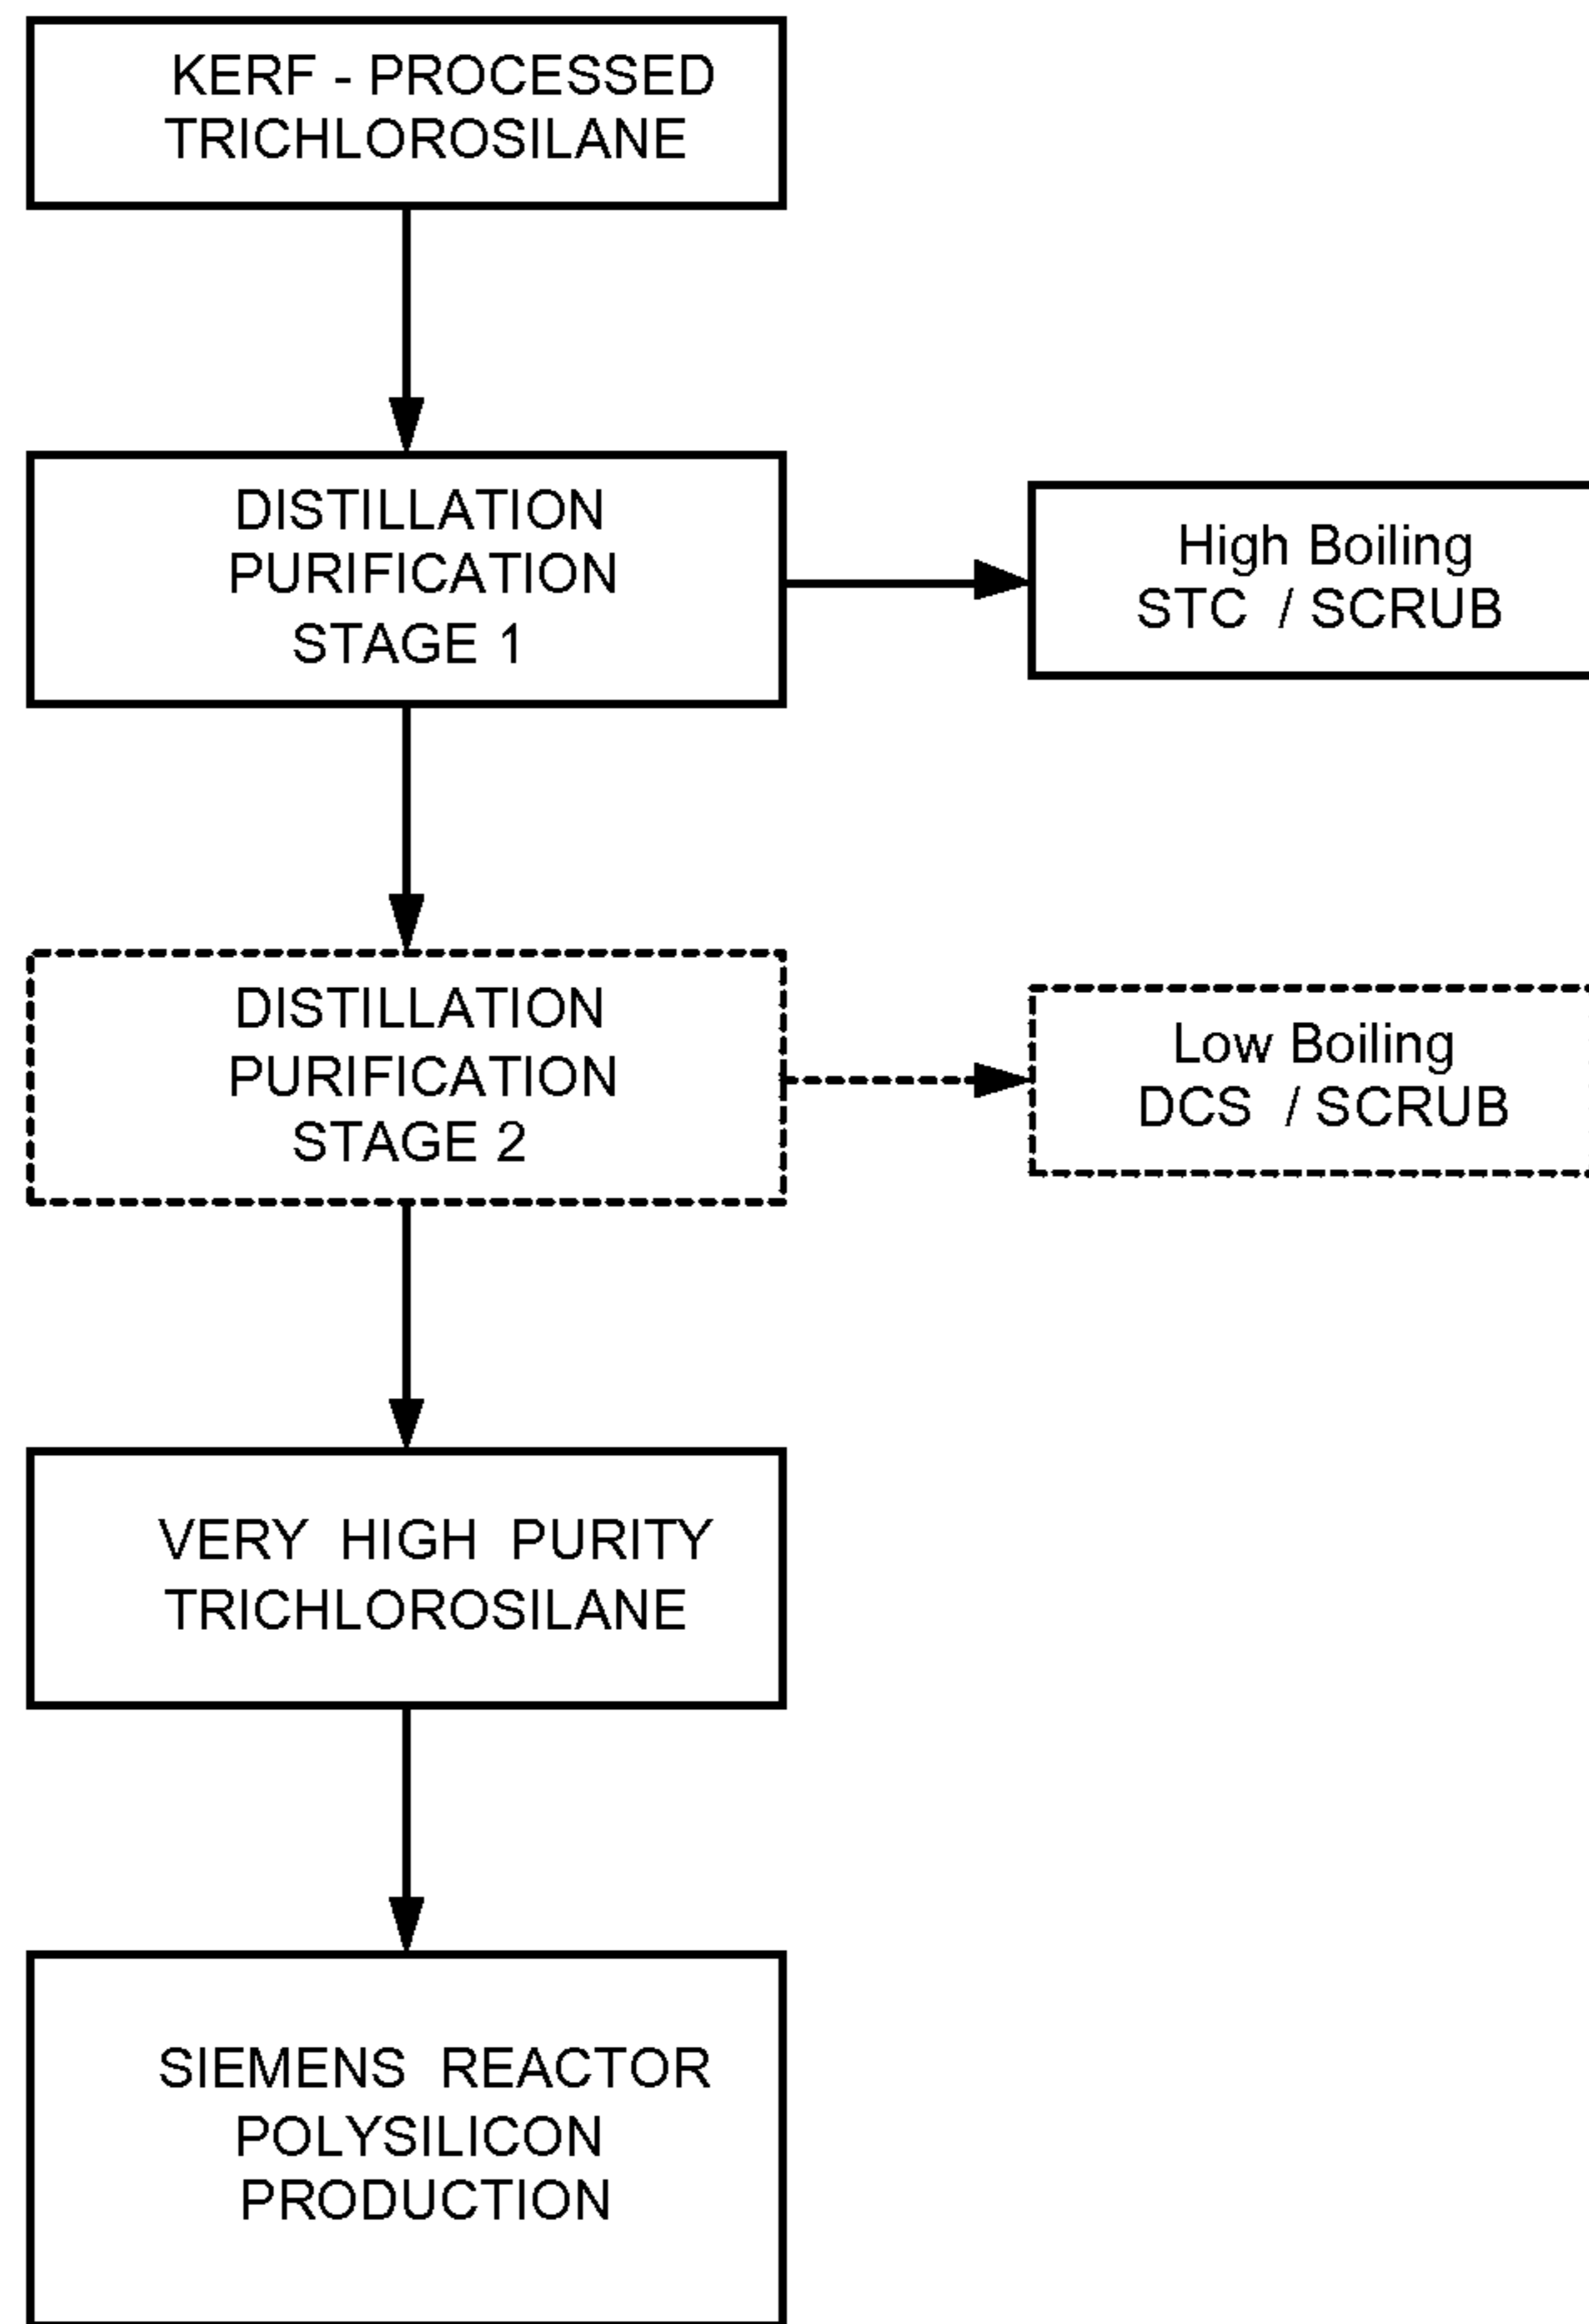 KERF - PROCESSED
TRICHLOROSILANE
DISTILLATION
PURIFICATION
STAGE 1
High Boiling
STC / SCRUB
DISTILLATION
PURIFICATION
STAGE 2
Low Boiling
DCS / SCRUB
VERY HIGH PURITY
TRICHLOROSILANE
SIEMENS REACTOR
POLYSILICON
PRODUCTION